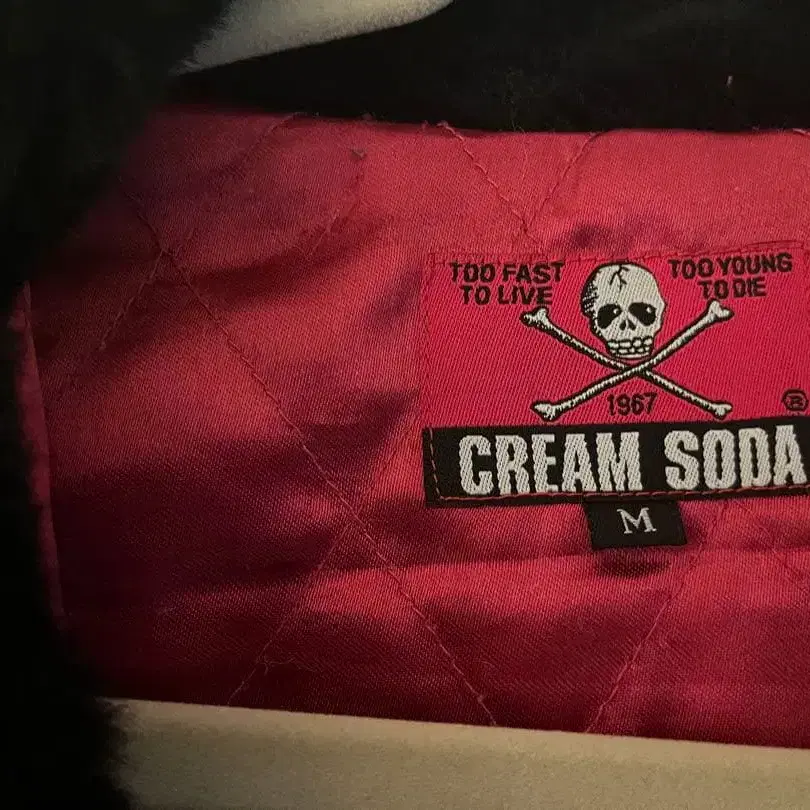 TOO FAST
TO LIVE
TOO YOUNG
TO DIE
1967
®
CREAM SODA
M